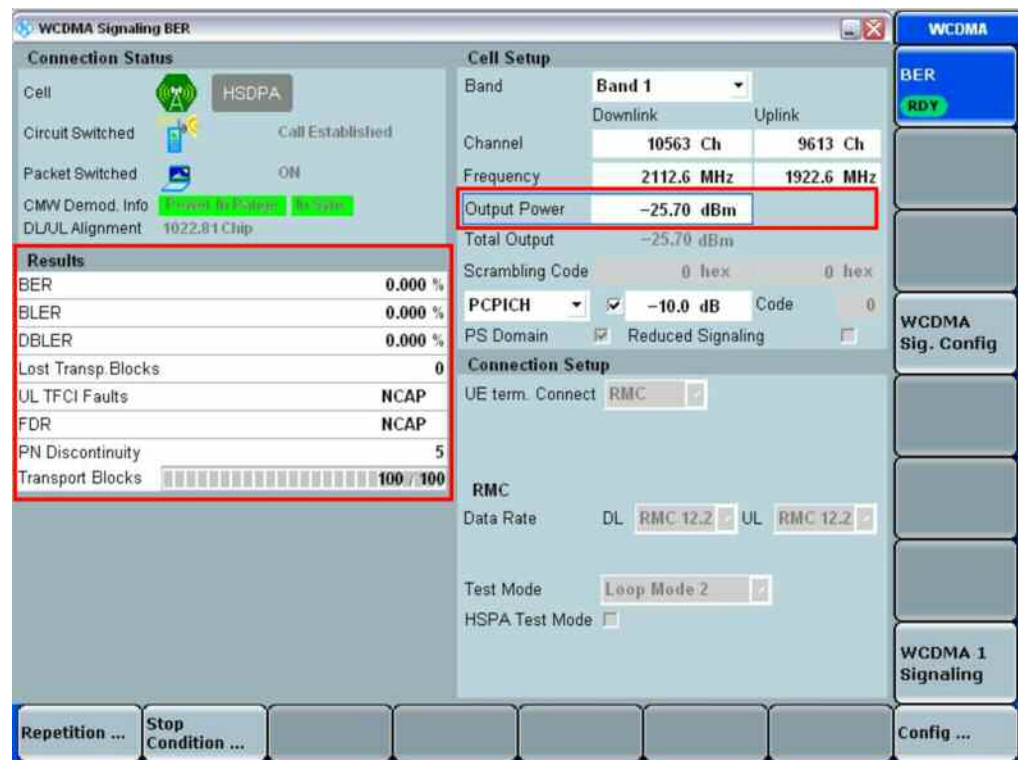 WCDMA Signaling BER
Connection Status
Cell HSDPA
Circuit Switched Call Established
Packet Switched ON
CMW Demod. Info Power In Range In Sync
DL/UL Alignment 1022.81 Chip
Results
BER 0.000 %
BLER 0.000 %
DBLER 0.000 %
Lost Transp.Blocks 0
UL TFCI Faults NCAP
FDR NCAP
PN Discontinuity 5
Transport Blocks 100 / 100
Cell Setup
Band Band 1
Downlink Uplink
Channel 10563 Ch 9613 Ch
Frequency 2112.6 MHz 1922.6 MHz
Output Power −25.70 dBm
Total Output −25.70 dBm
Scrambling Code 0 hex 0 hex
PCPICH −10.0 dB Code 0
PS Domain Reduced Signaling
Connection Setup
UE term. Connect RMC
RMC
Data Rate DL RMC 12.2 UL RMC 12.2
Test Mode Loop Mode 2
HSPA Test Mode
WCDMA
BER
RDY
WCDMA
Sig. Config
WCDMA 1
Signaling
Repetition ...
Stop
Condition ...
Config ...